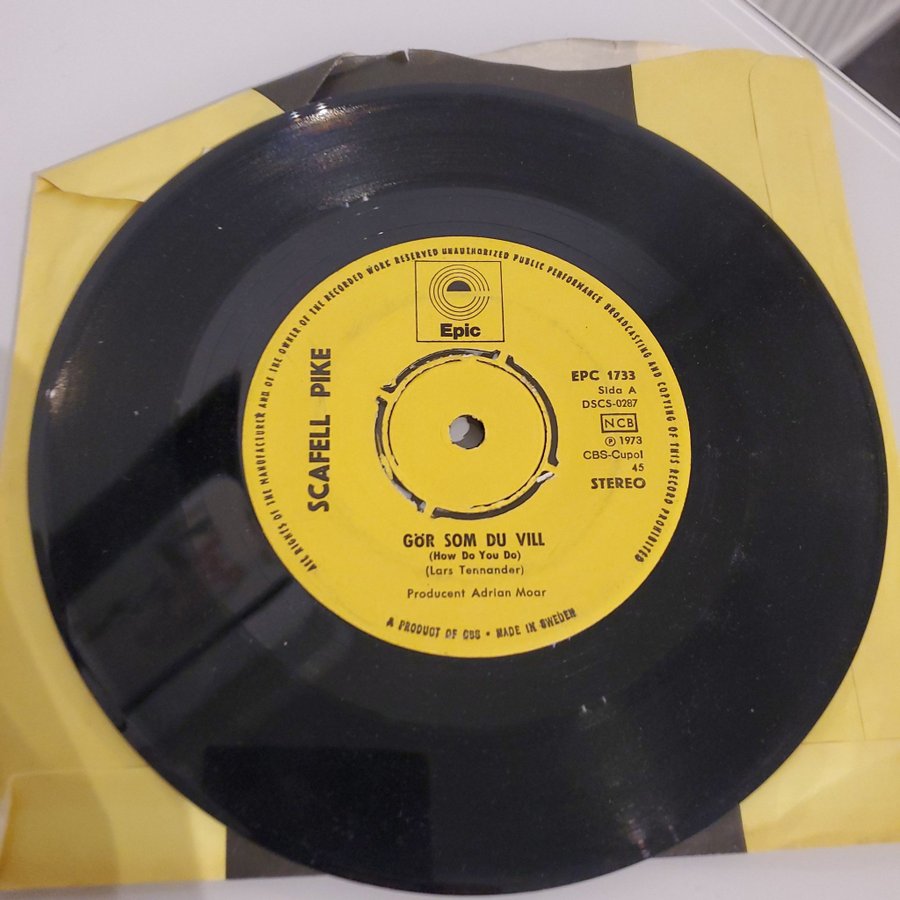 ALL RIGHTS OF THE MANUFACTURER AND OF THE OWNER OF THE RECORDED WORK RESERVED UNAUTHORIZED PUBLIC PERFORMANCE BROADCASTING AND COPYING OF THIS RECORD PROHIBITED
Epic
SCAFELL PIKE
EPC 1733
Sida A
DSCS-0287
NCB
℗ 1973
CBS-Cupol
45
STEREO
GÖR SOM DU VILL
(How Do You Do)
(Lars Tennander)
Producent Adrian Moar
A PRODUCT OF CBS • MADE IN SWEDEN